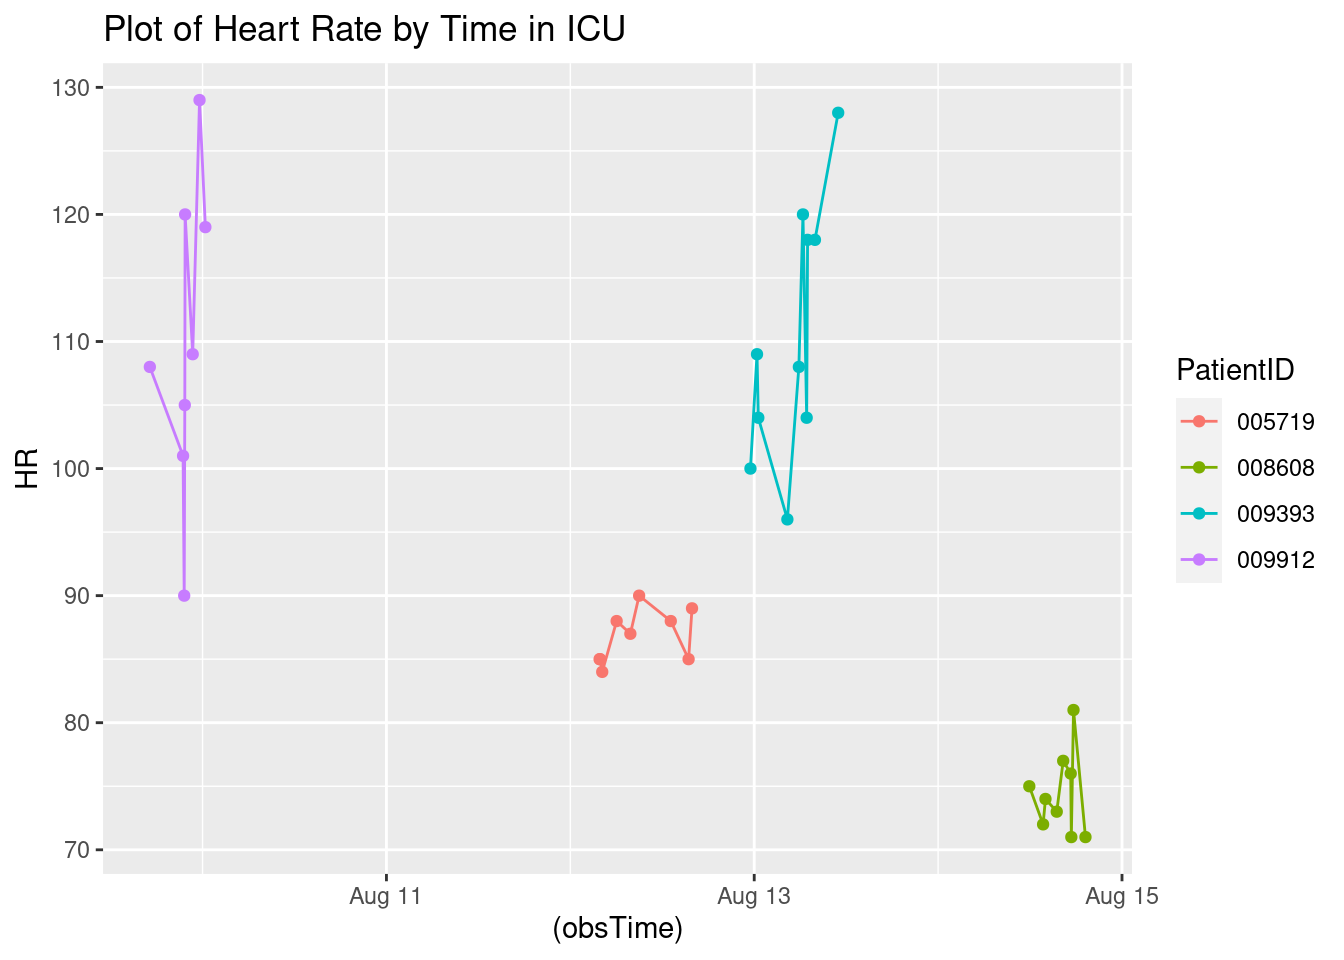 Plot of Heart Rate by Time in ICU
130
120
110
100
90
80
70
HR
Aug 11
Aug 13
Aug 15
(obsTime)
PatientID
005719
008608
009393
009912